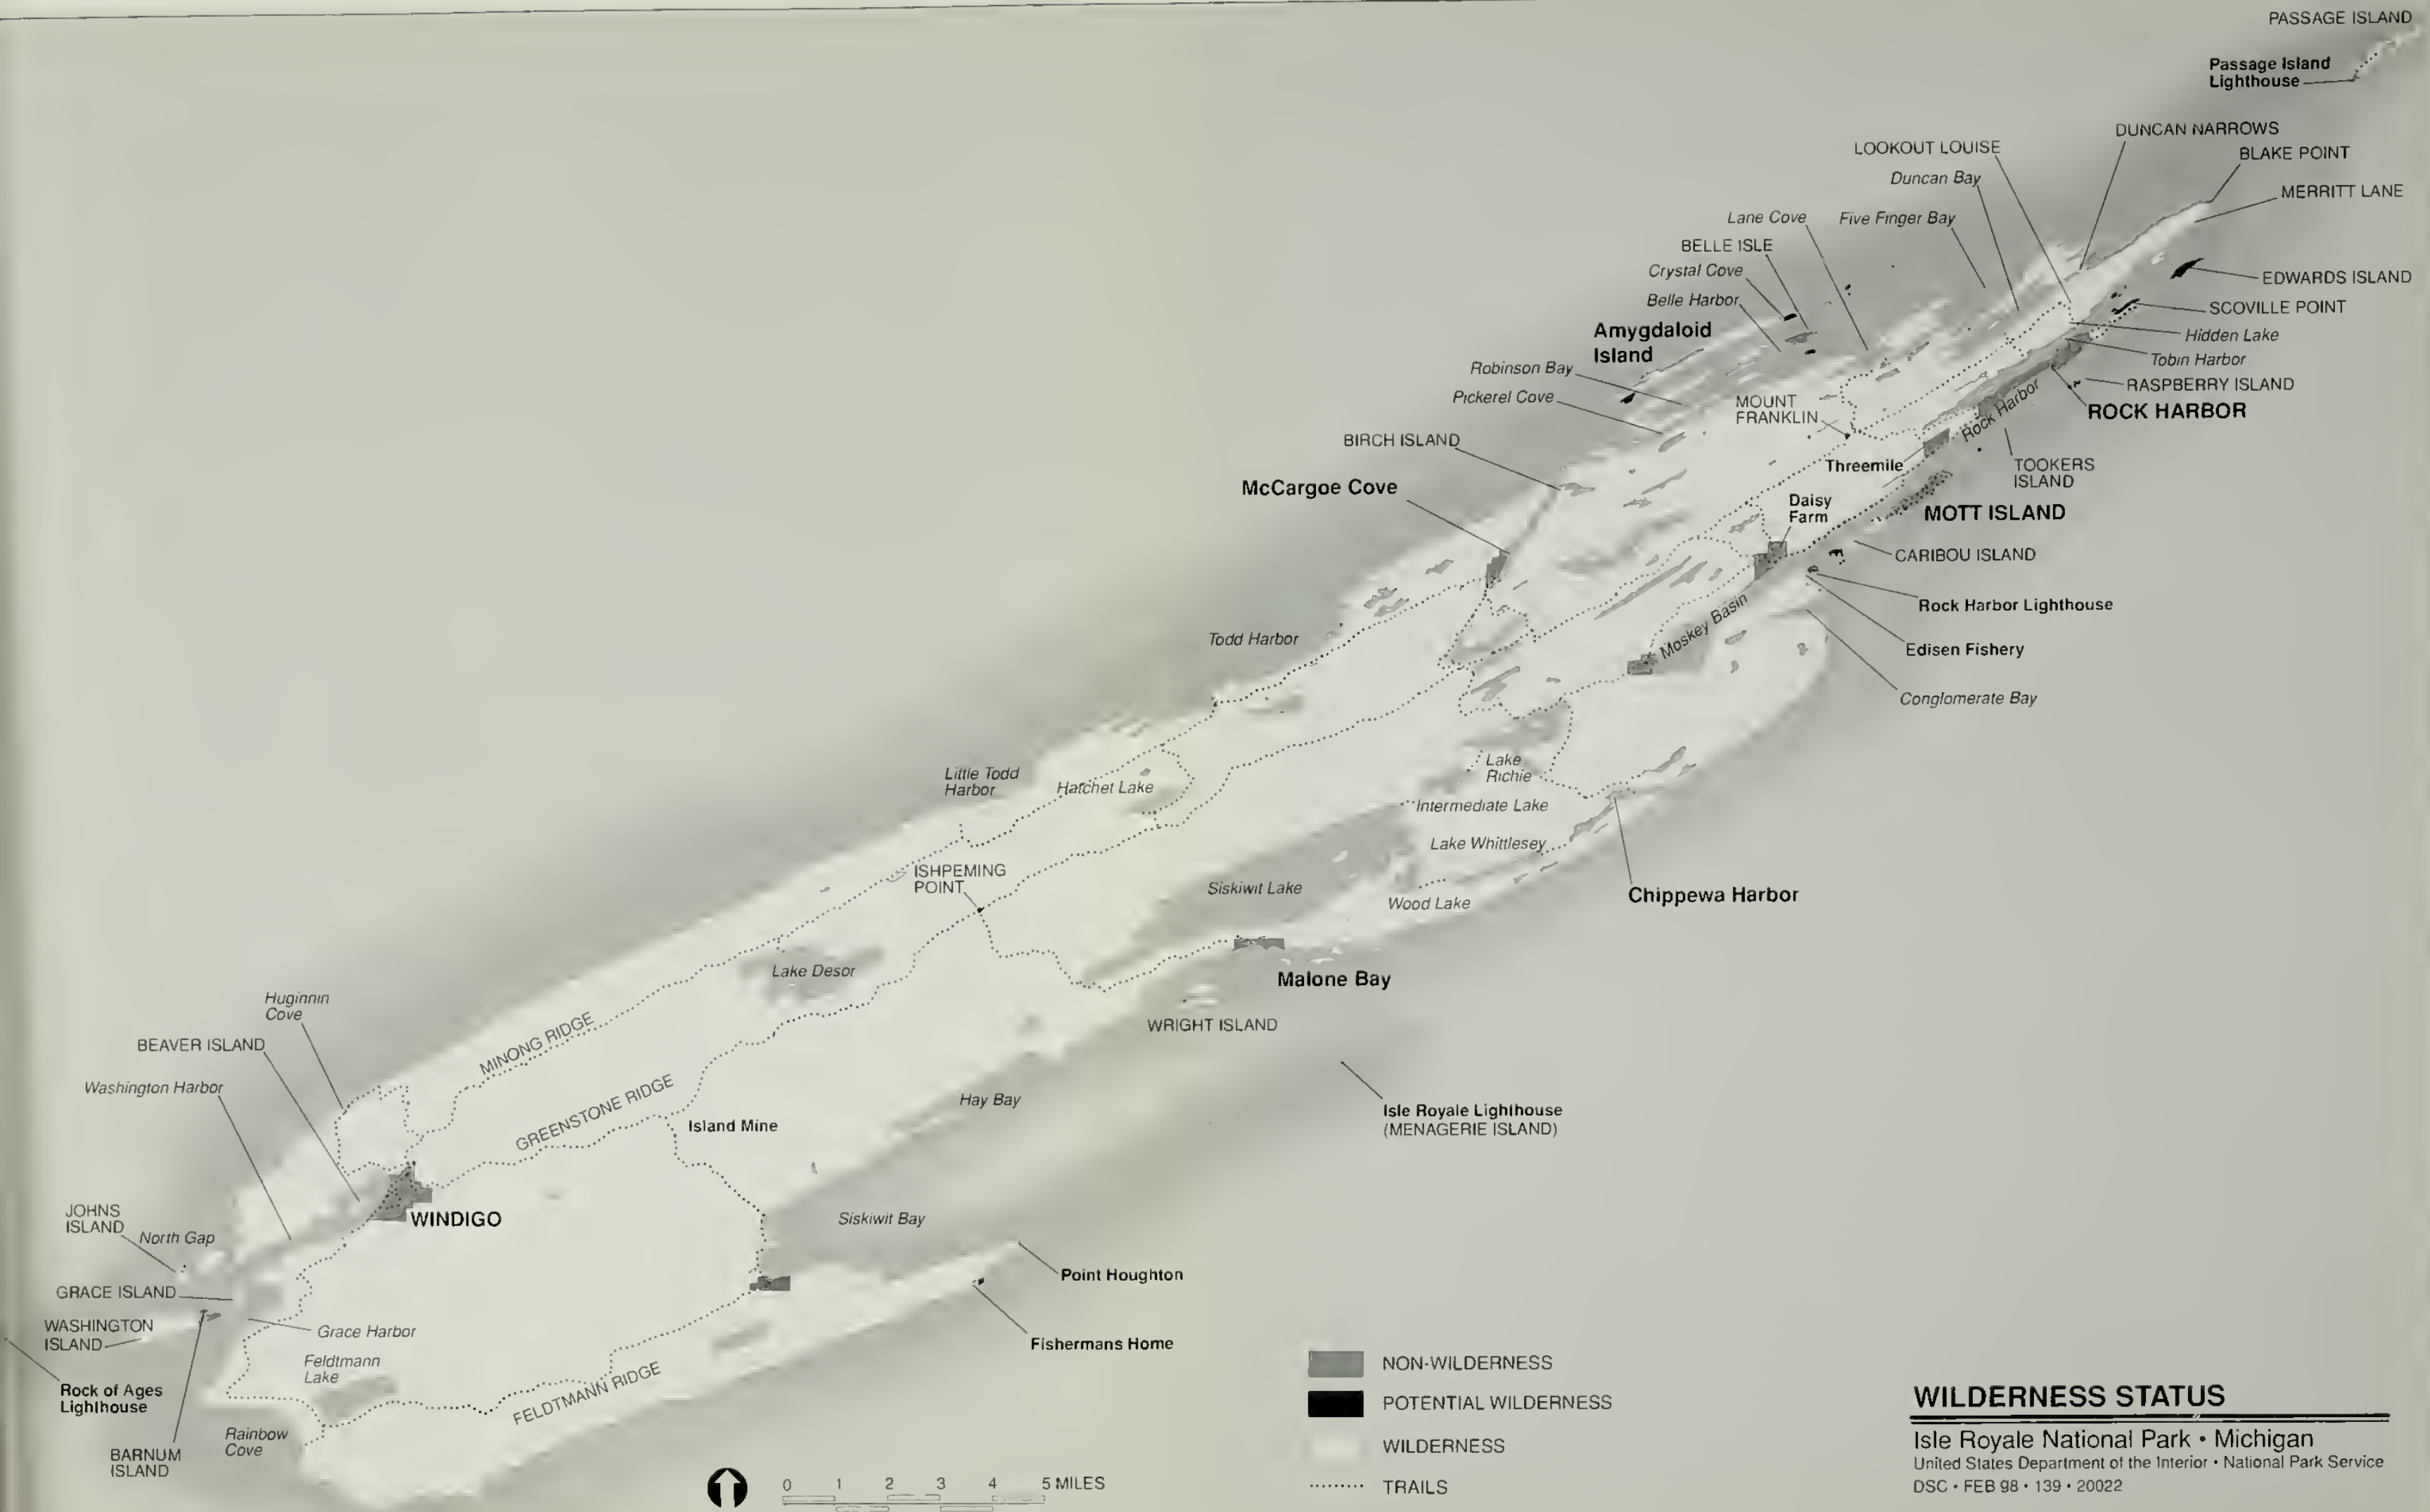 PASSAGE ISLAND
Passage Island
Lighthouse
DUNCAN NARROWS
LOOKOUT LOUISE
BLAKE POINT
Duncan Bay
MERRITT LANE
Lane Cove
Five Finger Bay
BELLE ISLE
Crystal Cove
EDWARDS ISLAND
Belle Harbor
SCOVILLE POINT
Amygdaloid
Island
Hidden Lake
Tobin Harbor
Robinson Bay
RASPBERRY ISLAND
Pickerel Cove
MOUNT
FRANKLIN
Rock Harbor
ROCK HARBOR
BIRCH ISLAND
Threemile
TOOKERS
ISLAND
McCargoe Cove
Daisy
Farm
MOTT ISLAND
CARIBOU ISLAND
Rock Harbor Lighthouse
Moskey Basin
Todd Harbor
Edisen Fishery
Conglomerate Bay
Lake
Richie
Little Todd
Harbor
Hatchet Lake
Intermediate Lake
Lake Whittlesey
ISHPEMING
POINT
Siskiwit Lake
Wood Lake
Chippewa Harbor
Lake Desor
Malone Bay
Huginnin
Cove
WRIGHT ISLAND
BEAVER ISLAND
MINONG RIDGE
Washington Harbor
GREENSTONE RIDGE
Hay Bay
Isle Royale Lighthouse
(MENAGERIE ISLAND)
Island Mine
JOHNS
ISLAND
North Gap
WINDIGO
Siskiwit Bay
Point Houghton
GRACE ISLAND
WASHINGTON
ISLAND
Grace Harbor
Fishermans Home
Feldtmann
Lake
Rock of Ages
Lighthouse
FELDTMANN RIDGE
Rainbow
Cove
BARNUM
ISLAND
NON-WILDERNESS
POTENTIAL WILDERNESS
WILDERNESS
TRAILS
0 1 2 3 4 5 MILES
WILDERNESS STATUS
Isle Royale National Park • Michigan
United States Department of the Interior • National Park Service
DSC • FEB 98 • 139 • 20022